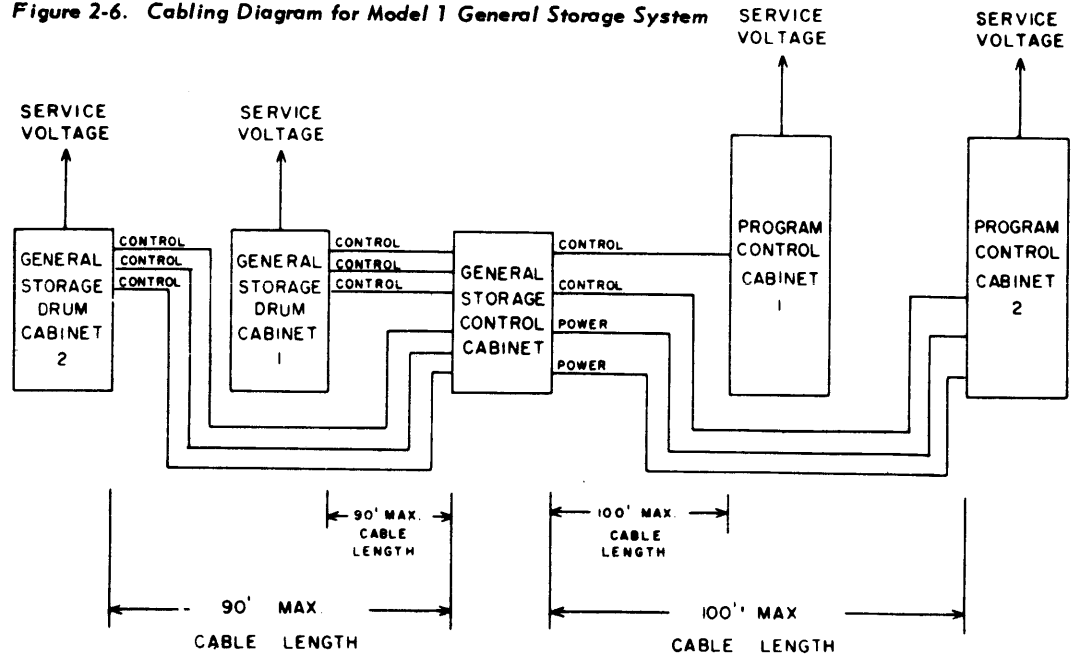 Figure 2-6. Cabling Diagram for Model 1 General Storage System
SERVICE
VOLTAGE
SERVICE
VOLTAGE
SERVICE
VOLTAGE
SERVICE
VOLTAGE
GENERAL
STORAGE
DRUM
CABINET
2
CONTROL
CONTROL
CONTROL
GENERAL
STORAGE
DRUM
CABINET
1
CONTROL
CONTROL
CONTROL
GENERAL
STORAGE
CONTROL
CABINET
CONTROL
CONTROL
POWER
POWER
PROGRAM
CONTROL
CABINET
1
PROGRAM
CONTROL
CABINET
2
90' MAX.
CABLE
LENGTH
100' MAX.
CABLE
LENGTH
90' MAX.
CABLE LENGTH
100'' MAX
CABLE LENGTH